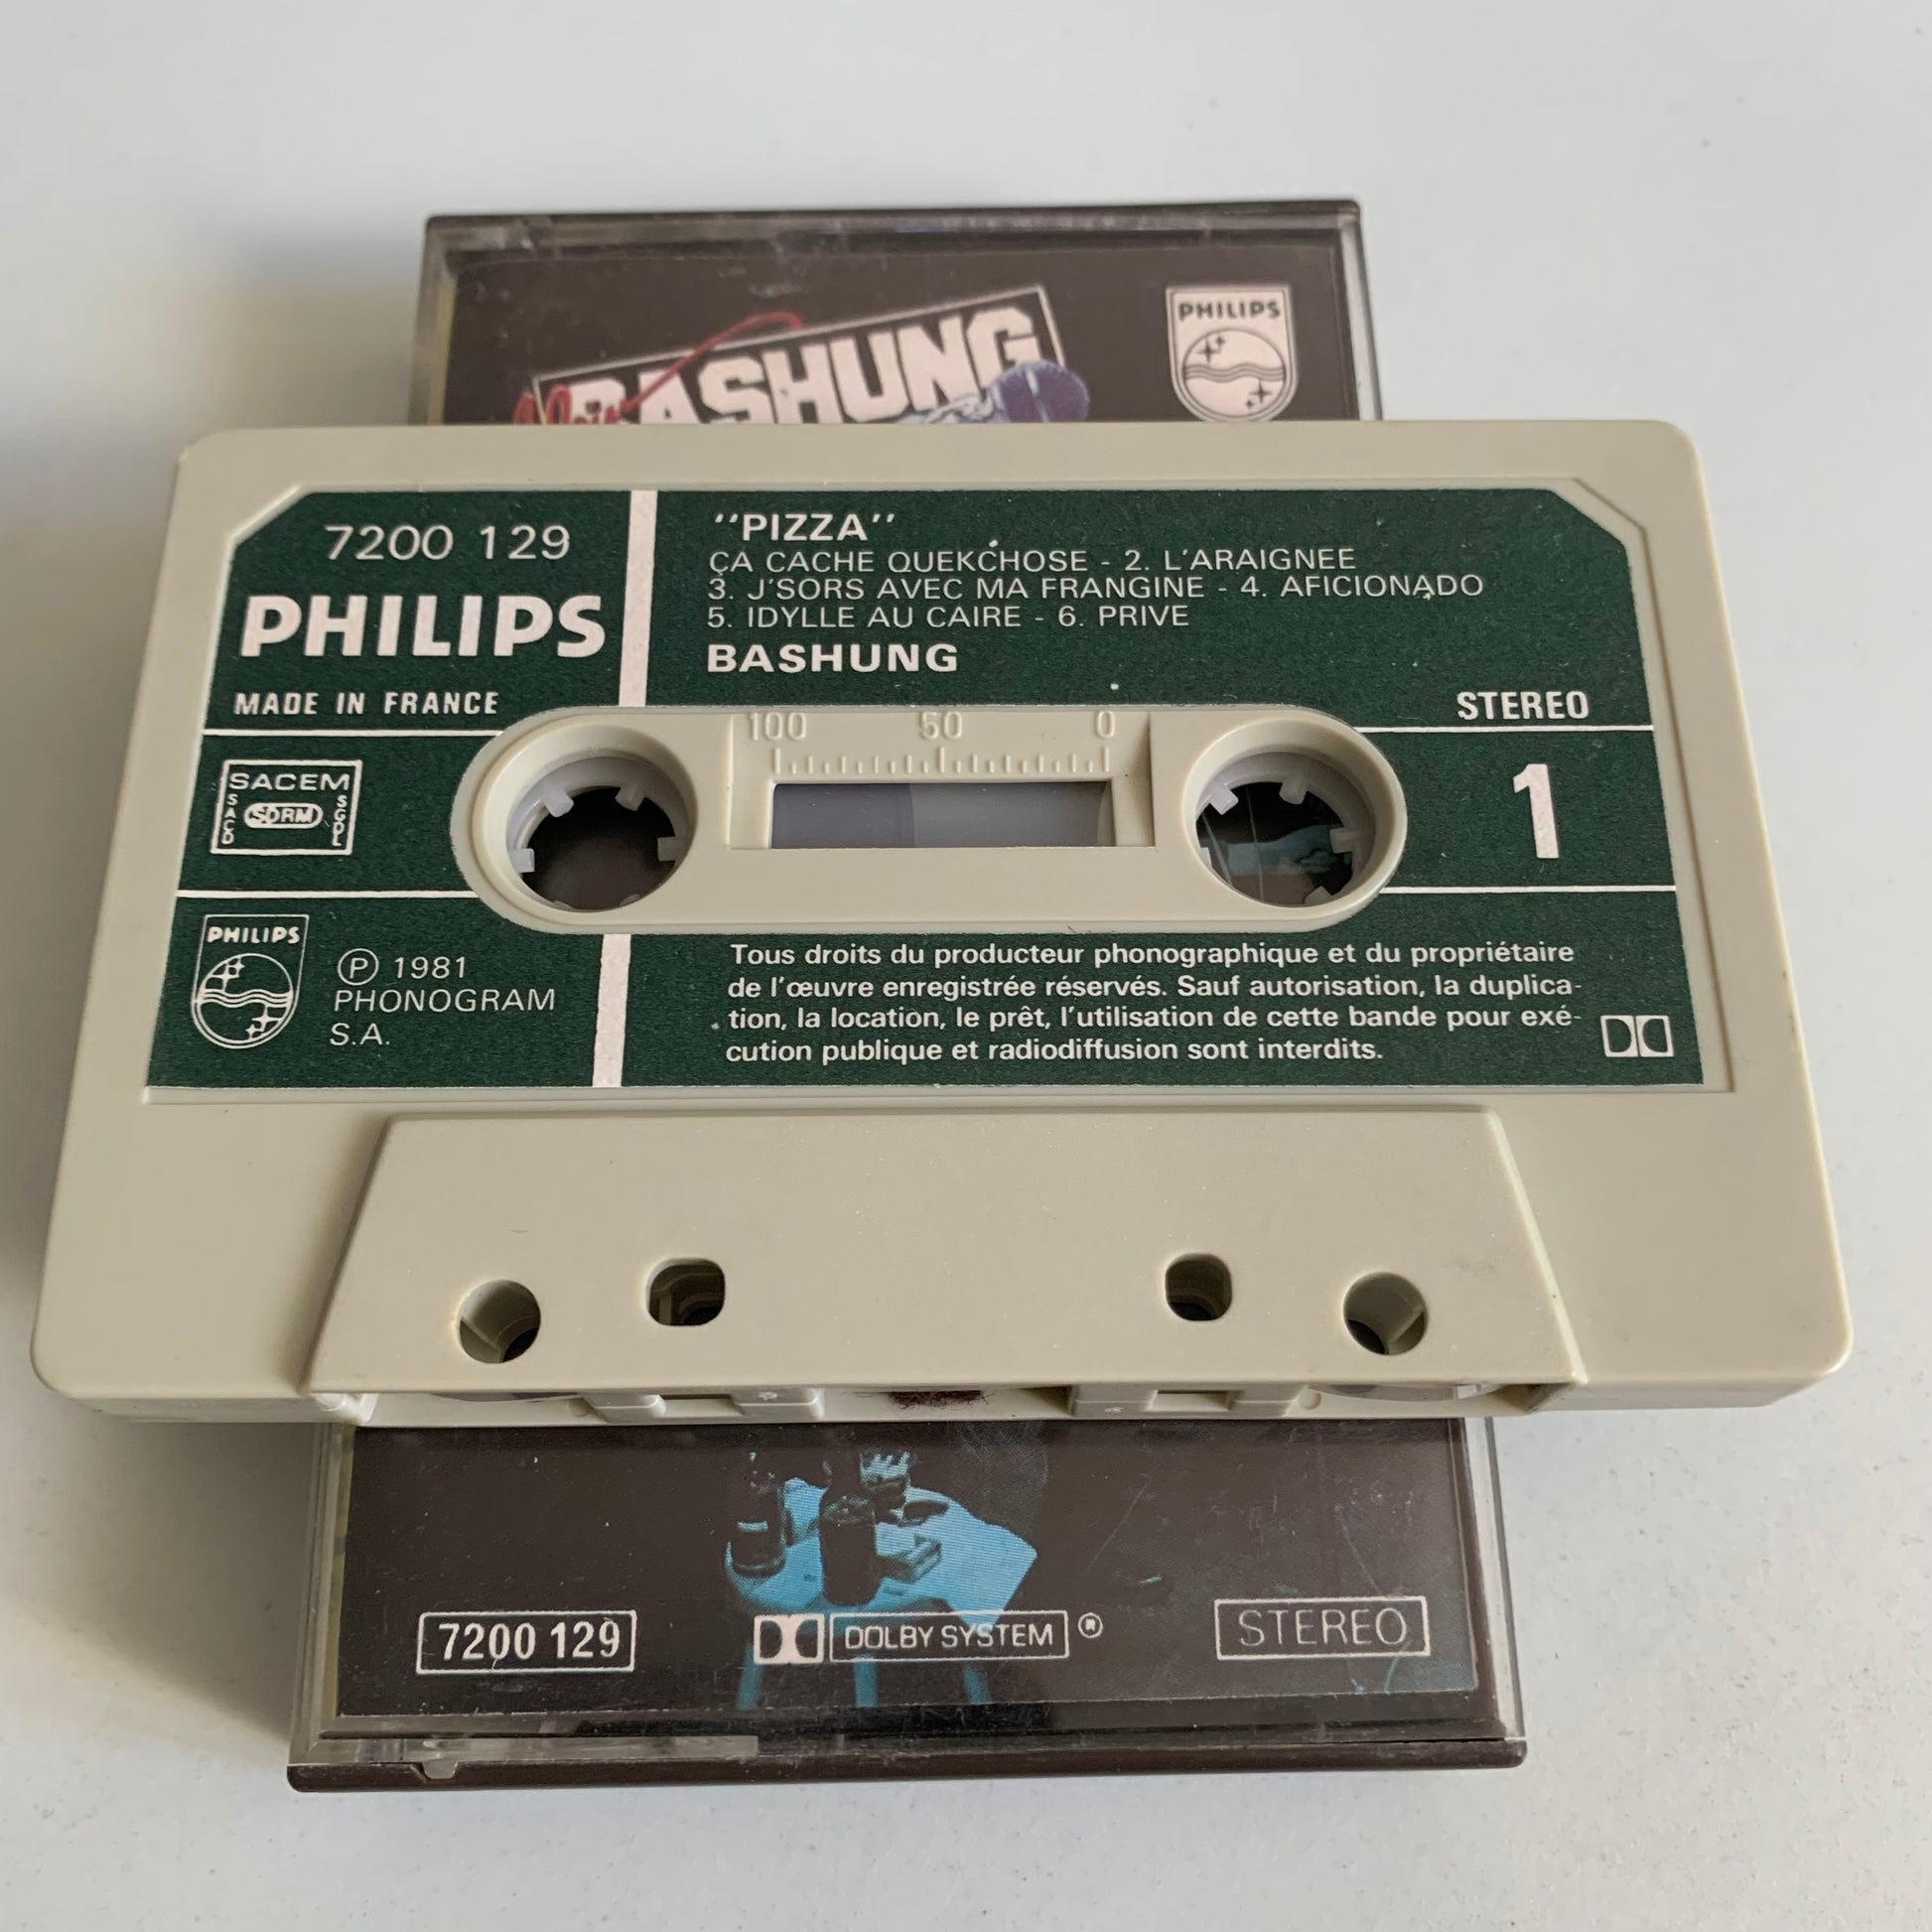 Alain
BASHUNG
PHILIPS
7200 129
PHILIPS
MADE IN FRANCE
"PIZZA"
ÇA CACHE QUEKCHOSE - 2. L'ARAIGNEE
3. J'SORS AVEC MA FRANGINE - 4. AFICIONADO
5. IDYLLE AU CAIRE - 6. PRIVE
BASHUNG
STEREO
100 50 0
SACEM
SACD
SDRM
SGDL
1
PHILIPS
Ⓟ 1981
PHONOGRAM
S.A.
Tous droits du producteur phonographique et du propriétaire
de l'œuvre enregistrée réservés. Sauf autorisation, la duplica-
tion, la location, le prêt, l'utilisation de cette bande pour exé-
cution publique et radiodiffusion sont interdits.
7200 129
DOLBY SYSTEM ®
STEREO